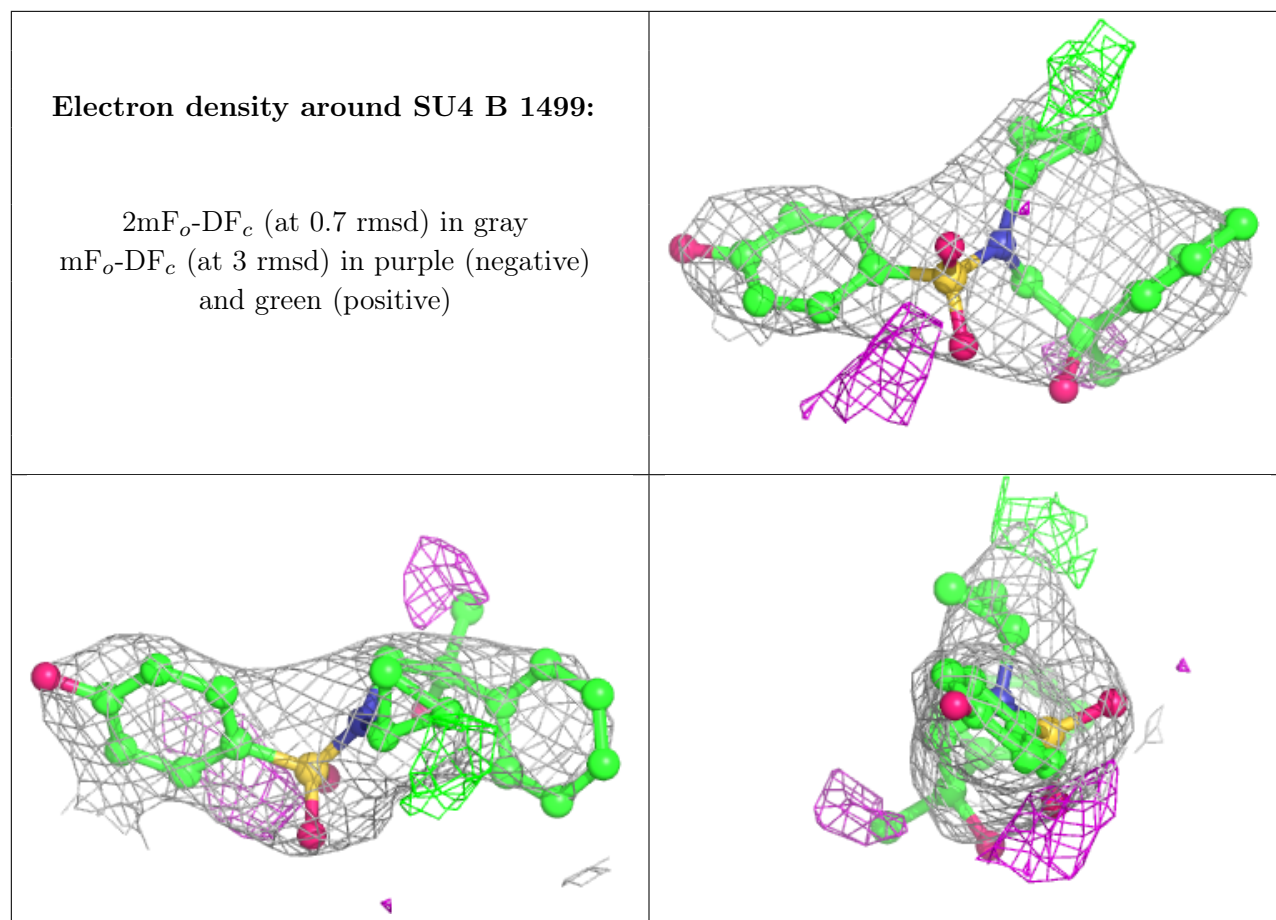 Electron density around SU4 B 1499:
2mFo-DFc (at 0.7 rmsd) in gray
mFo-DFc (at 3 rmsd) in purple (negative)
and green (positive)